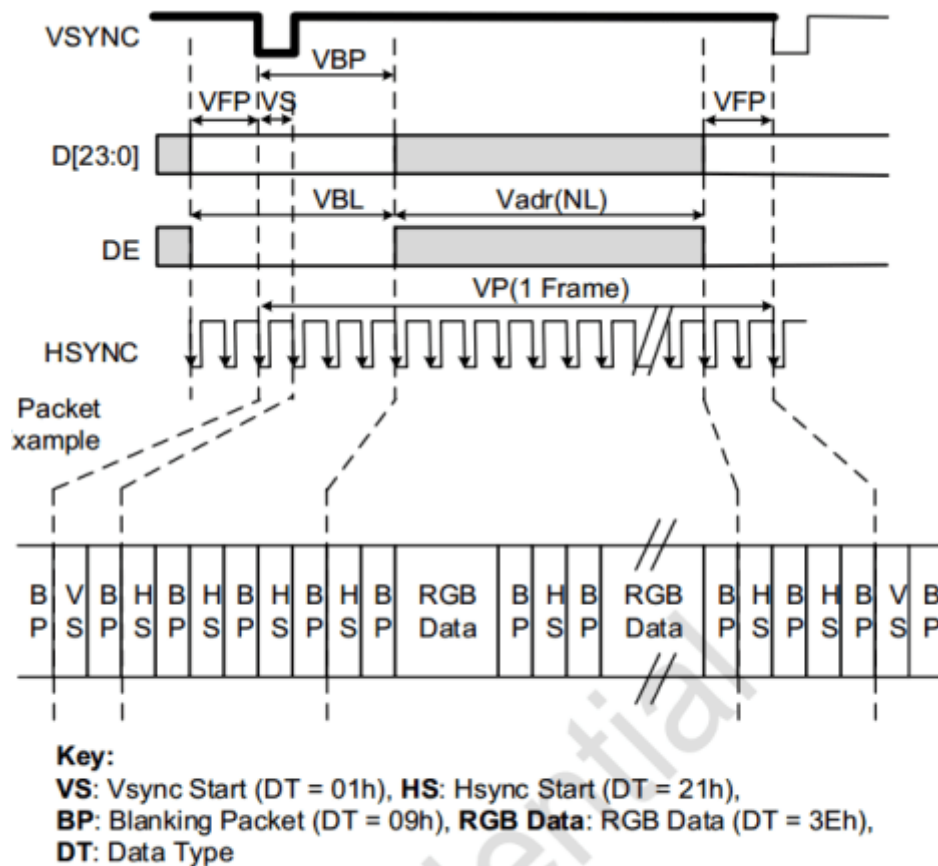 VSYNC
VBP
VFP VS VFP
D[23:0]
VBL Vadr(NL)
DE
VP(1 Frame)
HSYNC
Packet
xample
B V B H B H B H B H B RGB B H B RGB B H B H B V B
P S P S P S P S P S P Data P S P Data P S P S P S P
Key:
VS: Vsync Start (DT = 01h), HS: Hsync Start (DT = 21h),
BP: Blanking Packet (DT = 09h), RGB Data: RGB Data (DT = 3Eh),
DT: Data Type
ential